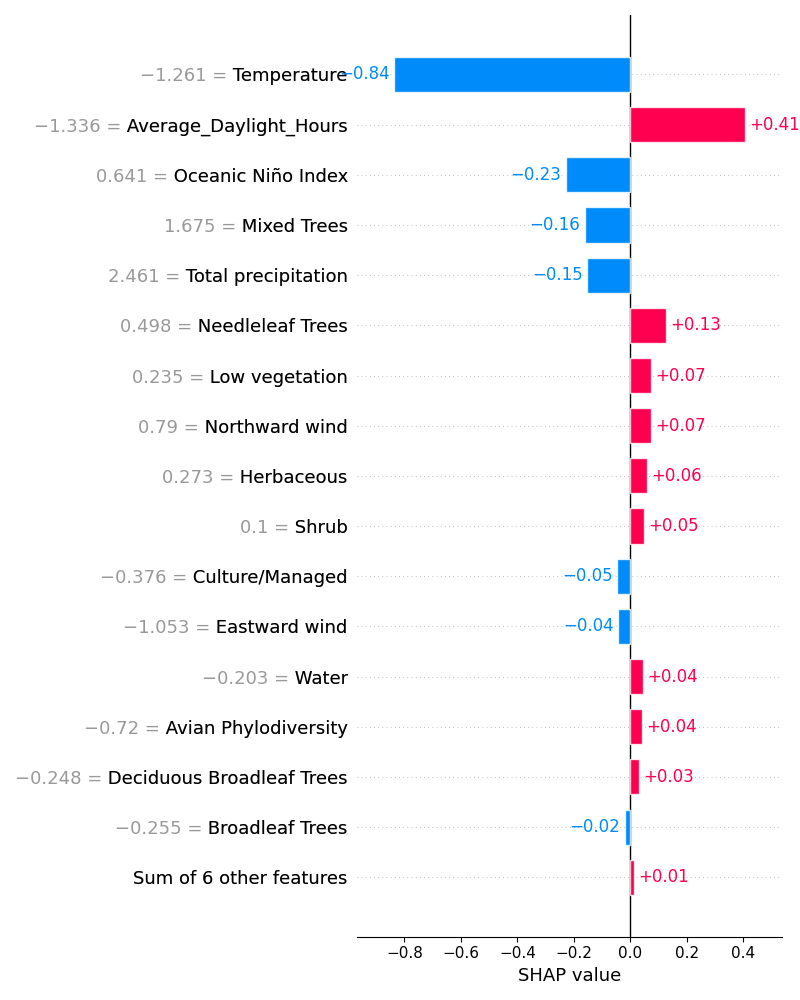 −1.261 = Temperature −0.84
−1.336 = Average_Daylight_Hours +0.41
0.641 = Oceanic Niño Index −0.23
1.675 = Mixed Trees −0.16
2.461 = Total precipitation −0.15
0.498 = Needleleaf Trees +0.13
0.235 = Low vegetation +0.07
0.79 = Northward wind +0.07
0.273 = Herbaceous +0.06
0.1 = Shrub +0.05
−0.376 = Culture/Managed −0.05
−1.053 = Eastward wind −0.04
−0.203 = Water +0.04
−0.72 = Avian Phylodiversity +0.04
−0.248 = Deciduous Broadleaf Trees +0.03
−0.255 = Broadleaf Trees −0.02
Sum of 6 other features +0.01
−0.8 −0.6 −0.4 −0.2 0.0 0.2 0.4
SHAP value